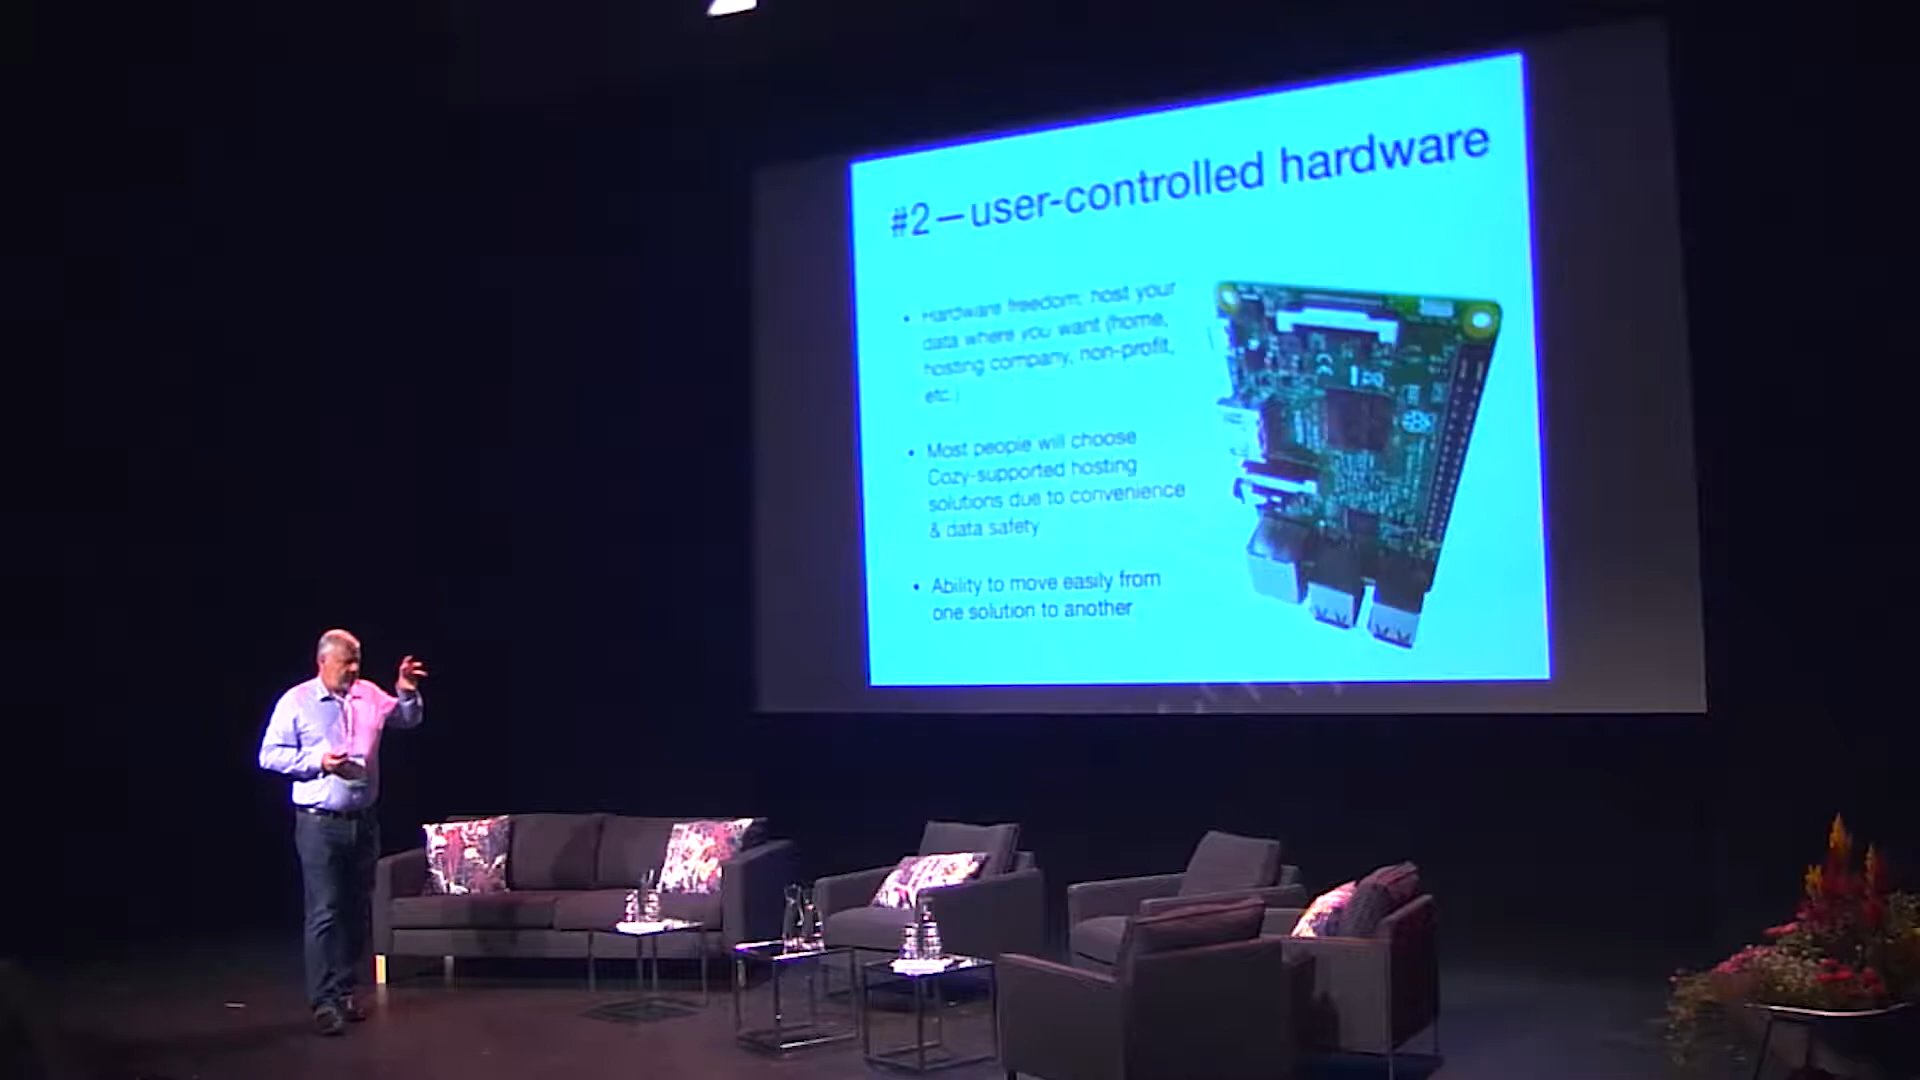 #2 – user-controlled hardware
• Hardware freedom: host your
data where you want (home,
hosting company, non-profit,
etc.)
• Most people will choose
Cozy-supported hosting
solutions due to convenience
& data safety
• Ability to move easily from
one solution to another